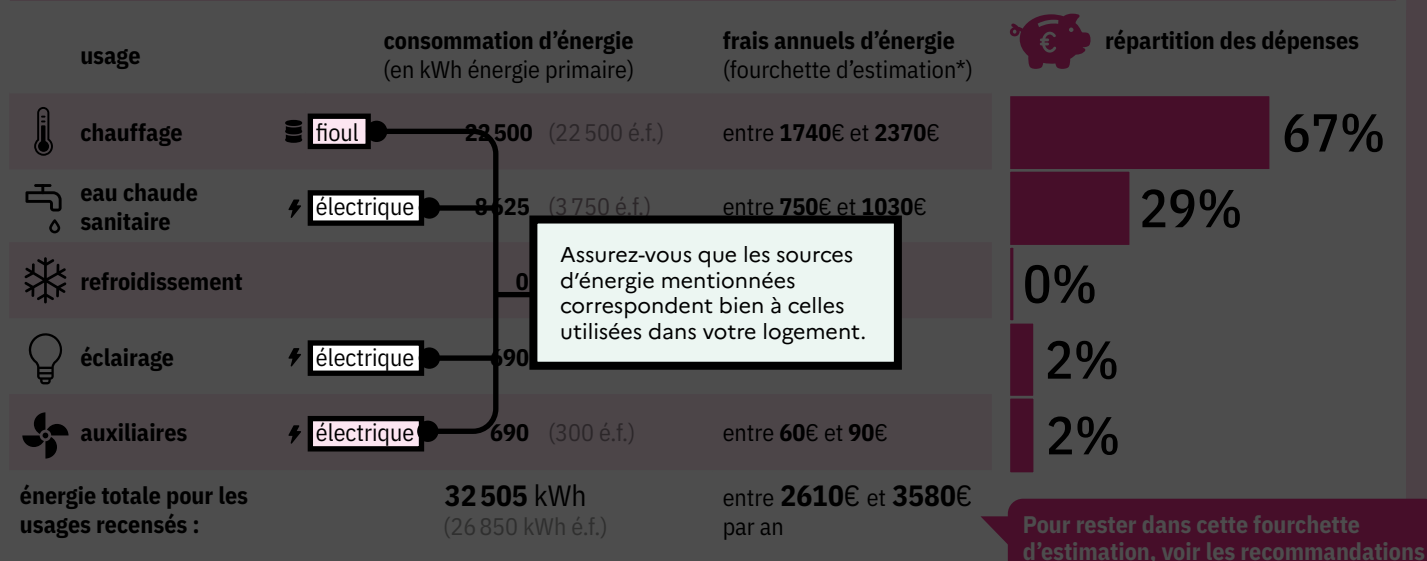 usage
consommation d’énergie
(en kWh énergie primaire)
frais annuels d’énergie
(fourchette d’estimation*)
€ répartition des dépenses
chauffage fioul 22 500 (22 500 é.f.) entre 1740€ et 2370€ 67%
eau chaude
sanitaire
électrique 8 625 (3 750 é.f.) entre 750€ et 1030€ 29%
refroidissement 0 0%
éclairage électrique 690 2%
auxiliaires électrique 690 (300 é.f.) entre 60€ et 90€ 2%
Assurez-vous que les sources
d’énergie mentionnées
correspondent bien à celles
utilisées dans votre logement.
énergie totale pour les
usages recensés :
32 505 kWh
(26 850 kWh é.f.)
entre 2610€ et 3580€
par an
Pour rester dans cette fourchette
d’estimation, voir les recommandations